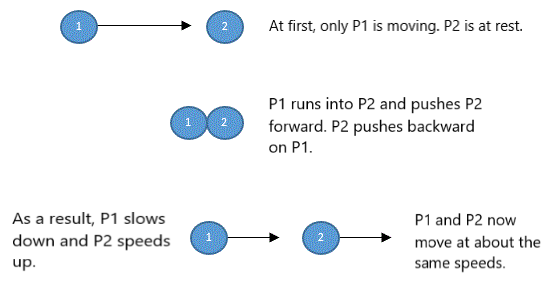 1
2
At first, only P1 is moving. P2 is at rest.
1
2
P1 runs into P2 and pushes P2
forward. P2 pushes backward
on P1.
As a result, P1 slows
down and P2 speeds
up.
1
2
P1 and P2 now
move at about the
same speeds.